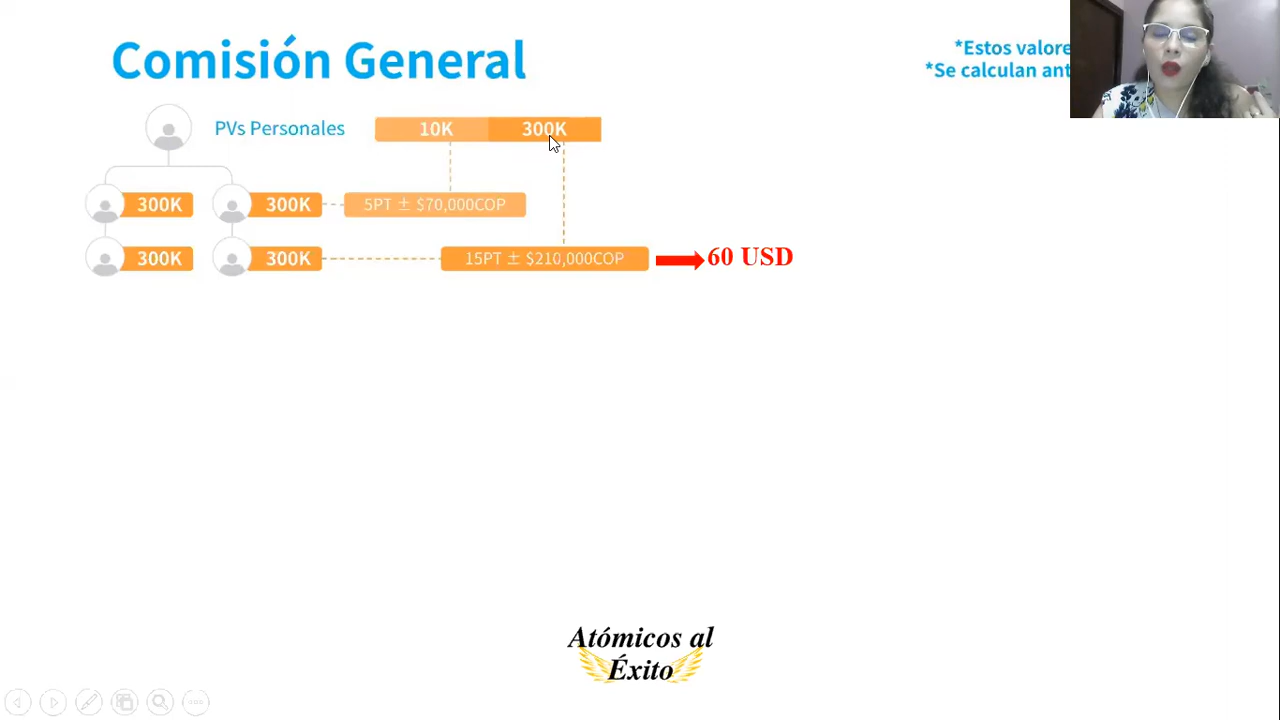 Comisión General
*Estos valore
*Se calculan ant
PVs Personales
10K
300K
300K
300K
5PT ± $70,000COP
300K
300K
15PT ± $210,000COP
60 USD
Atómicos al
Éxito